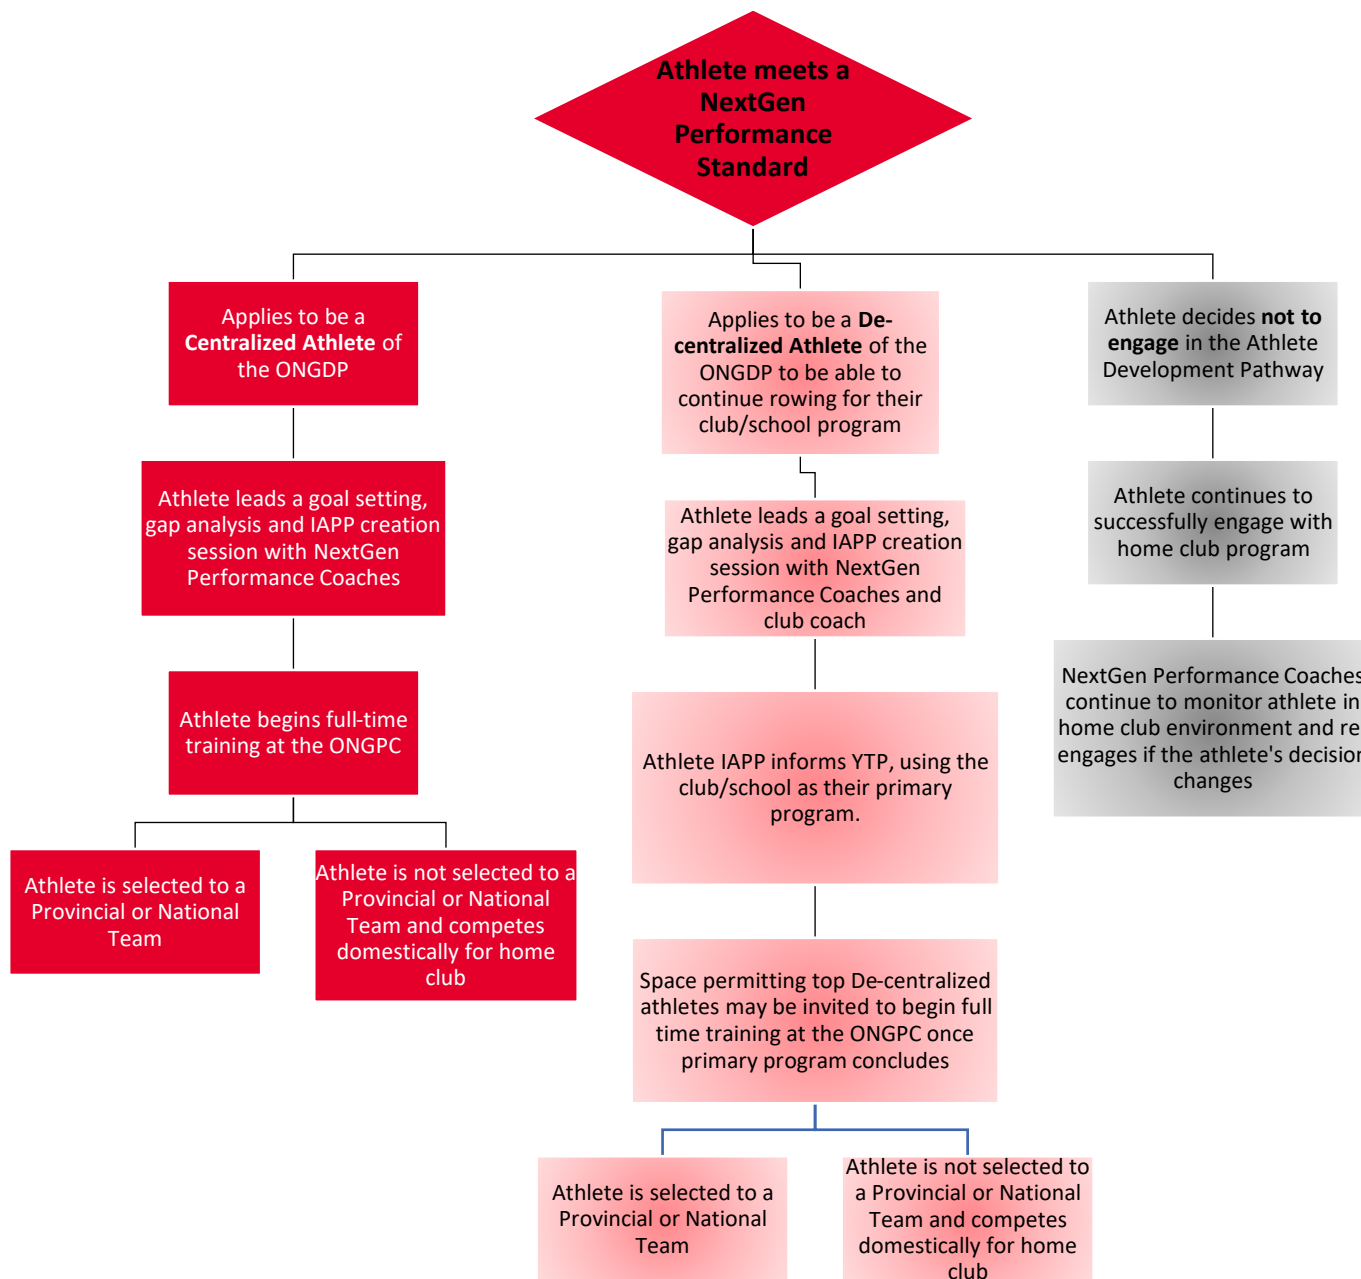 Athlete meets a
NextGen
Performance
Standard
Applies to be a
Centralized Athlete of
the ONGDP
Athlete leads a goal setting,
gap analysis and IAPP creation
session with NextGen
Performance Coaches
Athlete begins full-time
training at the ONGPC
Athlete is selected to a
Provincial or National
Team
Athlete is not selected to a
Provincial or National
Team and competes
domestically for home
club
Applies to be a De-
centralized Athlete of the
ONGDP to be able to
continue rowing for their
club/school program
Athlete leads a goal setting,
gap analysis and IAPP creation
session with NextGen
Performance Coaches and
club coach
Athlete IAPP informs YTP, using the
club/school as their primary
program.
Space permitting top De-centralized
athletes may be invited to begin full
time training at the ONGPC once
primary program concludes
Athlete is selected to a
Provincial or National
Team
Athlete is not selected to
a Provincial or National
Team and competes
domestically for home
club
Athlete decides not to
engage in the Athlete
Development Pathway
Athlete continues to
successfully engage with
home club program
NextGen Performance Coaches
continue to monitor athlete in
home club environment and re-
engages if the athlete's decision
changes